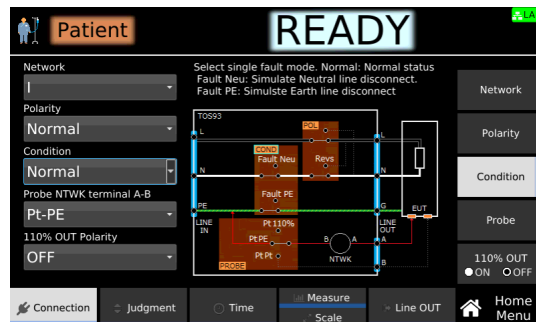 Patient
READY
LA
Network
I
Polarity
Normal
Condition
Normal
Probe NTWK terminal A-B
Pt-PE
110% OUT Polarity
OFF
Select single fault mode. Normal: Normal status
Fault Neu: Simulate Neutral line disconnect.
Fault PE: Simulste Earth line disconnect
TOS93
POL
L
L
COND
Fault Neu
Revs
N
N
Fault PE
PE
G
EUT
LINE IN
Pt 110%
LINE OUT
Pt PE
B
A
A
Pt Pt
NTWK
PROBE
B
Network
Polarity
Condition
Probe
110% OUT
ON
OFF
Connection
Judgment
Time
Measure
Scale
Line OUT
Home Menu